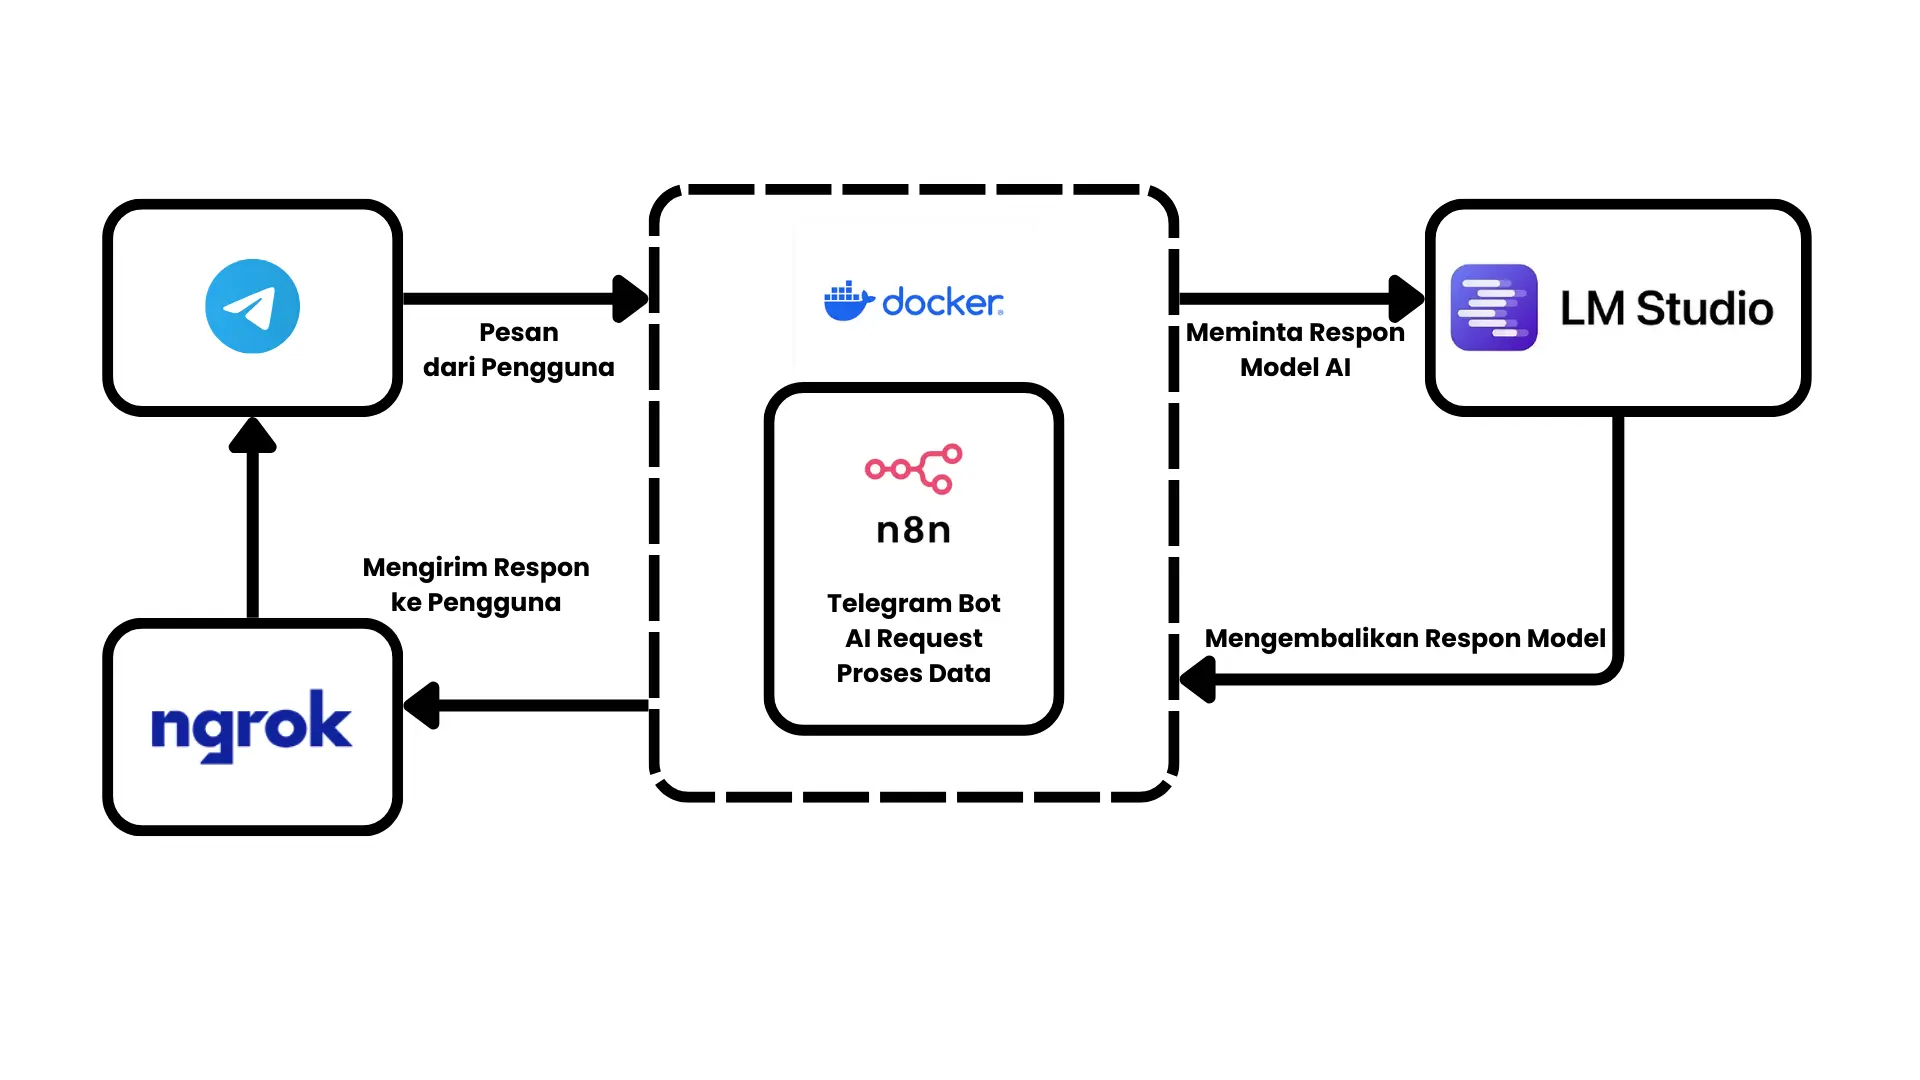 docker
LM Studio
Pesan
dari Pengguna
Meminta Respon
Model AI
n8n
Mengirim Respon
ke Pengguna
Telegram Bot
AI Request
Proses Data
Mengembalikan Respon Model
ngrok